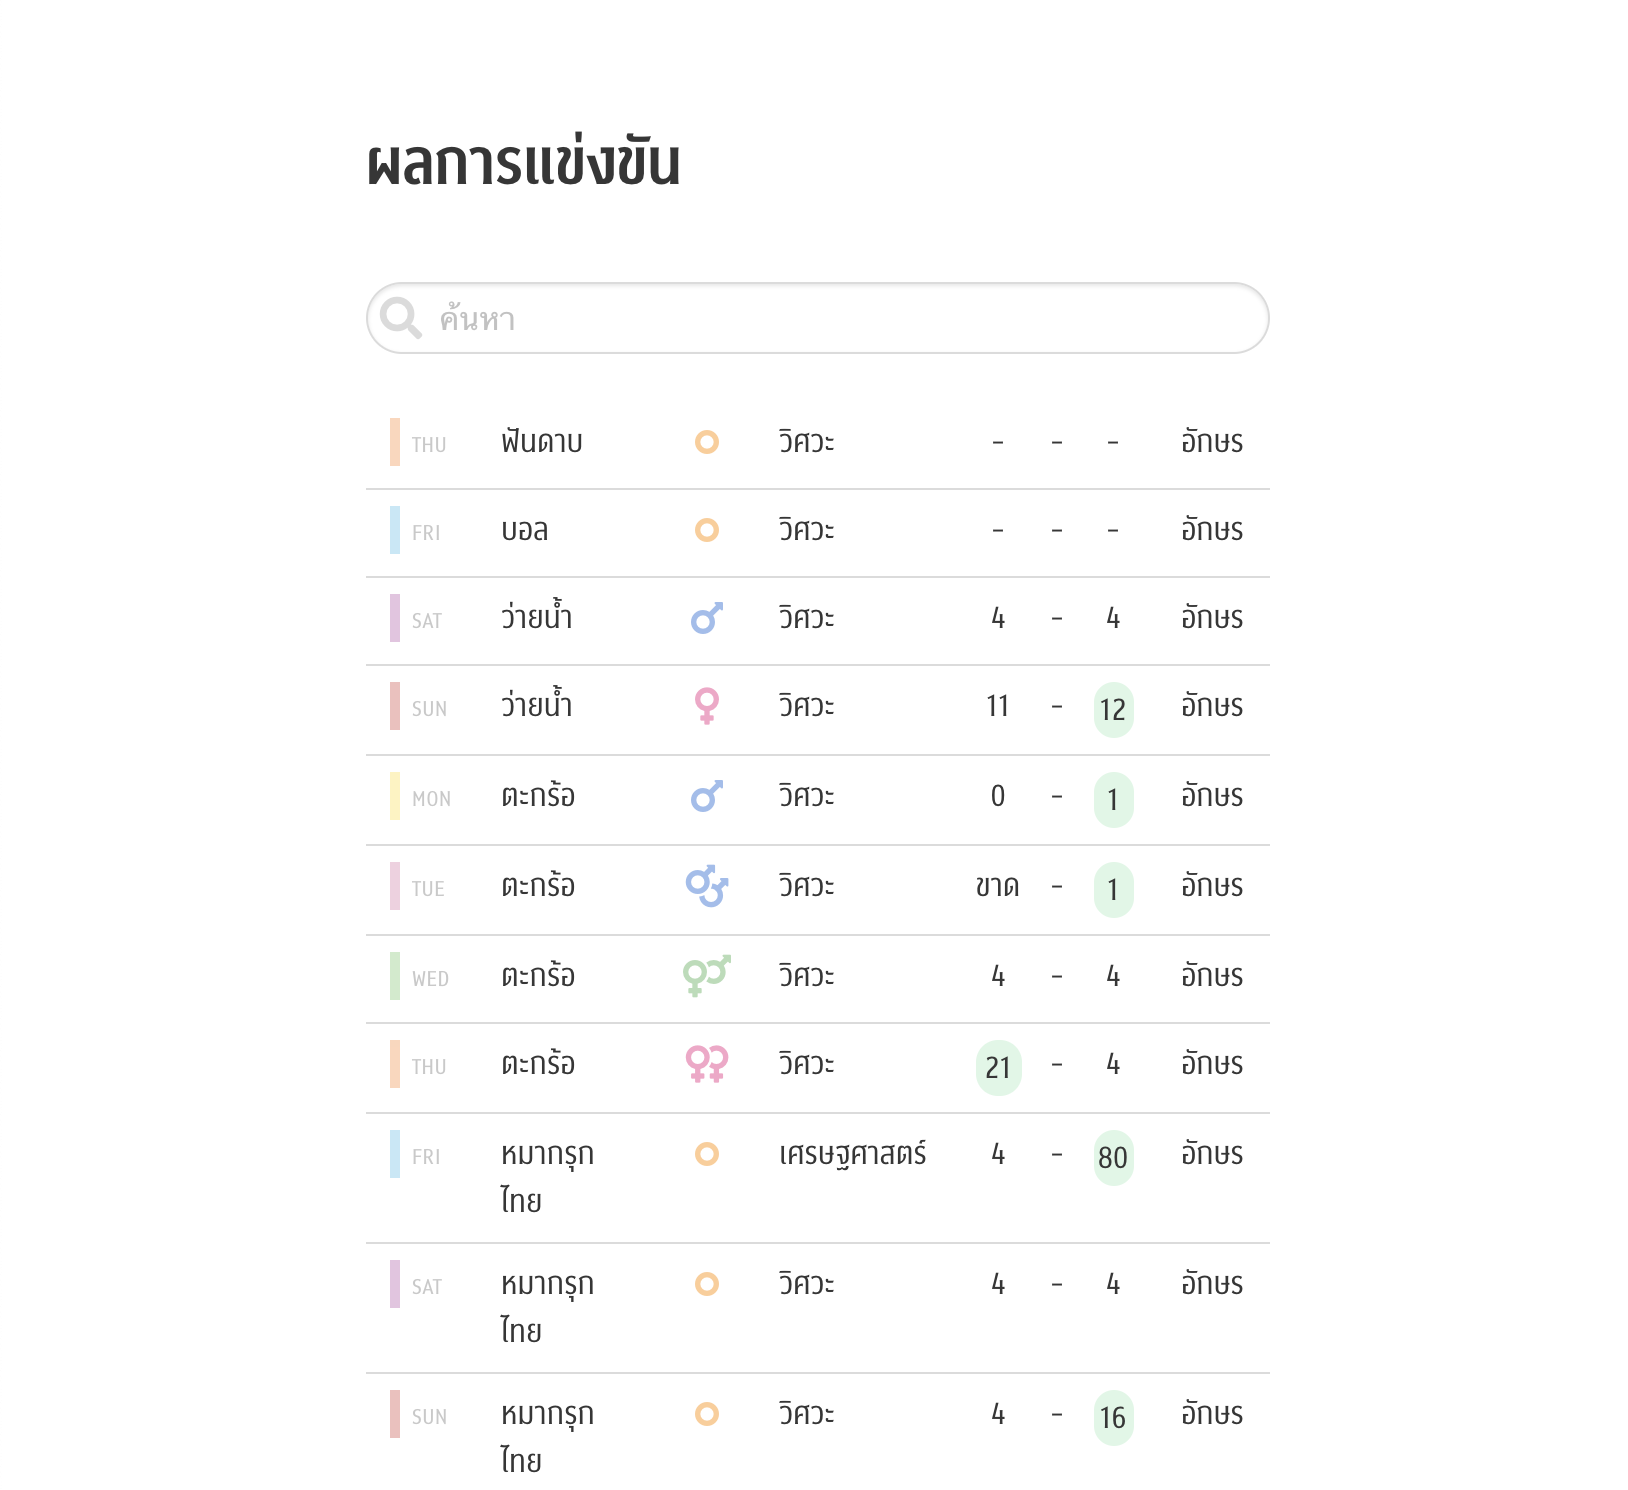 ผลการแข่งขัน
ค้นหา
THU ฟันดาบ วิศวะ - - - อักษร
FRI บอล วิศวะ - - - อักษร
SAT ว่ายน้ำ วิศวะ 4 - 4 อักษร
SUN ว่ายน้ำ วิศวะ 11 - 12 อักษร
MON ตะกร้อ วิศวะ 0 - 1 อักษร
TUE ตะกร้อ วิศวะ ขาด - 1 อักษร
WED ตะกร้อ วิศวะ 4 - 4 อักษร
THU ตะกร้อ วิศวะ 21 - 4 อักษร
FRI หมากรุก เศรษฐศาสตร์ 4 - 80 อักษร
ไทย
SAT หมากรุก วิศวะ 4 - 4 อักษร
ไทย
SUN หมากรุก วิศวะ 4 - 16 อักษร
ไทย